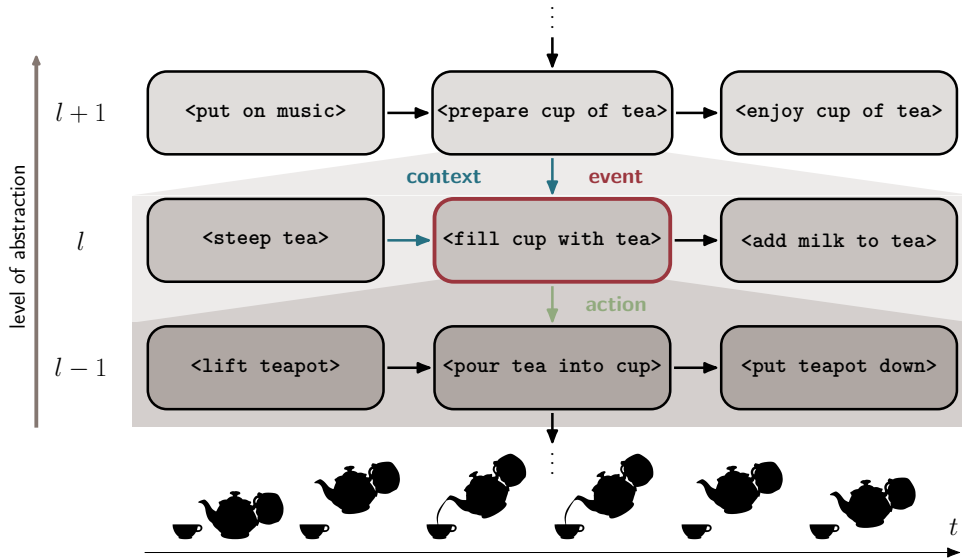 l + 1
<put on music>
<prepare cup of tea>
<enjoy cup of tea>
context
event
level of abstraction
l
<steep tea>
<fill cup with tea>
<add milk to tea>
action
l − 1
<lift teapot>
<pour tea into cup>
<put teapot down>
t